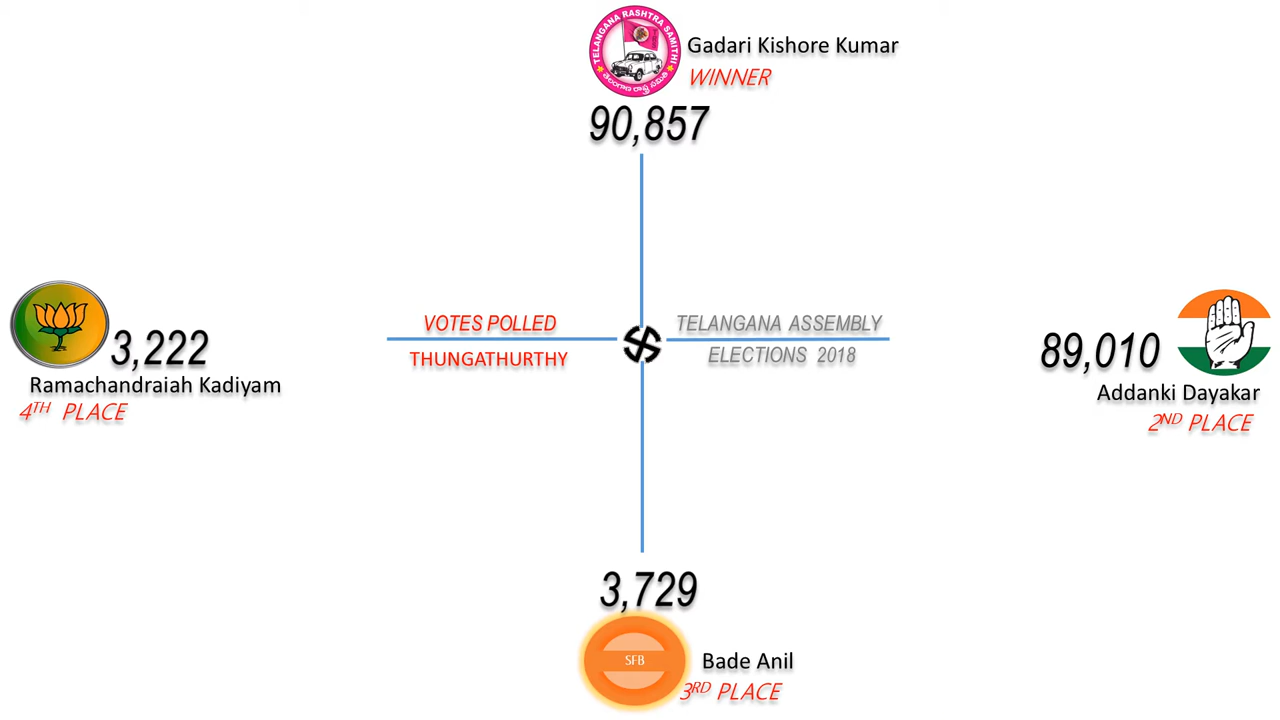 TELANGANA RASHTRA SAMITHI
Gadari Kishore Kumar
WINNER
90,857
VOTES POLLED
THUNGATHURTHY
TELANGANA ASSEMBLY
ELECTIONS 2018
3,222
Ramachandraiah Kadiyam
4TH PLACE
89,010
Addanki Dayakar
2ND PLACE
3,729
SFB
Bade Anil
3RD PLACE